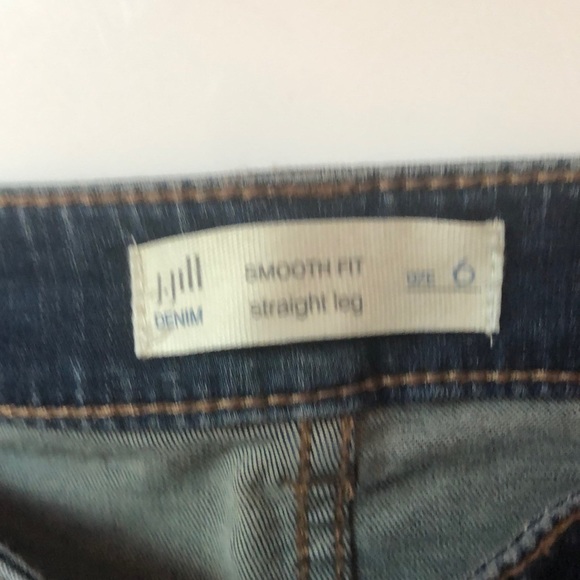 J.Jill
DENIM
SMOOTH FIT
straight leg
SIZE 6